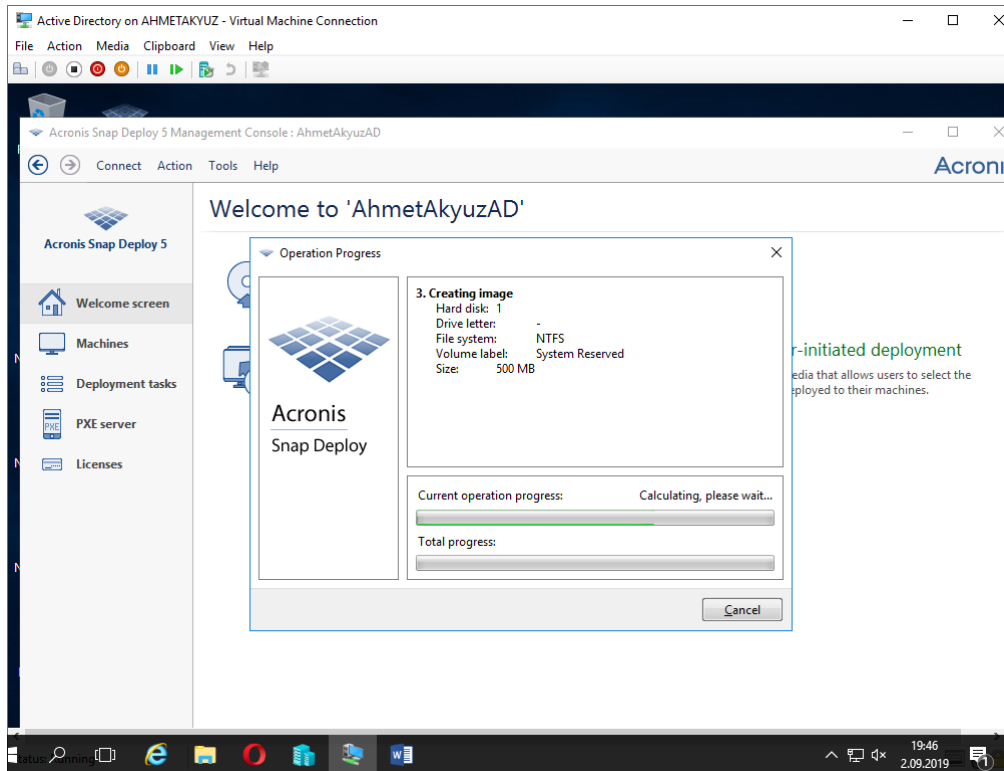 Active Directory on AHMETAKYUZ - Virtual Machine Connection
File Action Media Clipboard View Help
Acronis Snap Deploy 5 Management Console : AhmetAkyuzAD
Connect Action Tools Help
Acroni
Acronis Snap Deploy 5
Welcome screen
Machines
Deployment tasks
PXE
PXE server
Licenses
Welcome to 'AhmetAkyuzAD'
r-initiated deployment
edia that allows users to select the
eployed to their machines.
Operation Progress
Acronis
Snap Deploy
3. Creating image
Hard disk: 1
Drive letter: -
File system: NTFS
Volume label: System Reserved
Size: 500 MB
Current operation progress: Calculating, please wait...
Total progress:
Cancel
19:46
2.09.2019
1